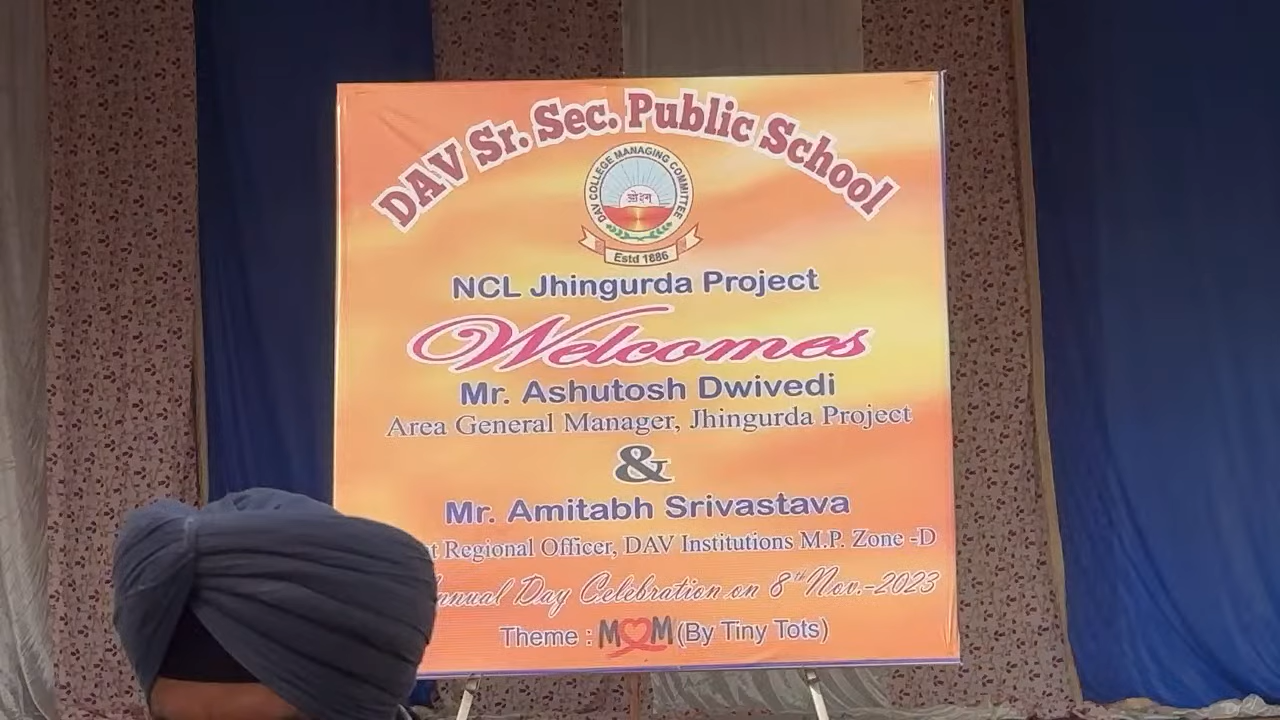 DAV Sr. Sec. Public School
DAV COLLEGE MANAGING COMMITTEE
ओ३म्
Estd 1886
NCL Jhingurda Project
Welcomes
Mr. Ashutosh Dwivedi
Area General Manager, Jhingurda Project
&
Mr. Amitabh Srivastava
Regional Officer, DAV Institutions M.P. Zone -D
Day Celebration on 8th Nov.-2023
Theme : MOM (By Tiny Tots)